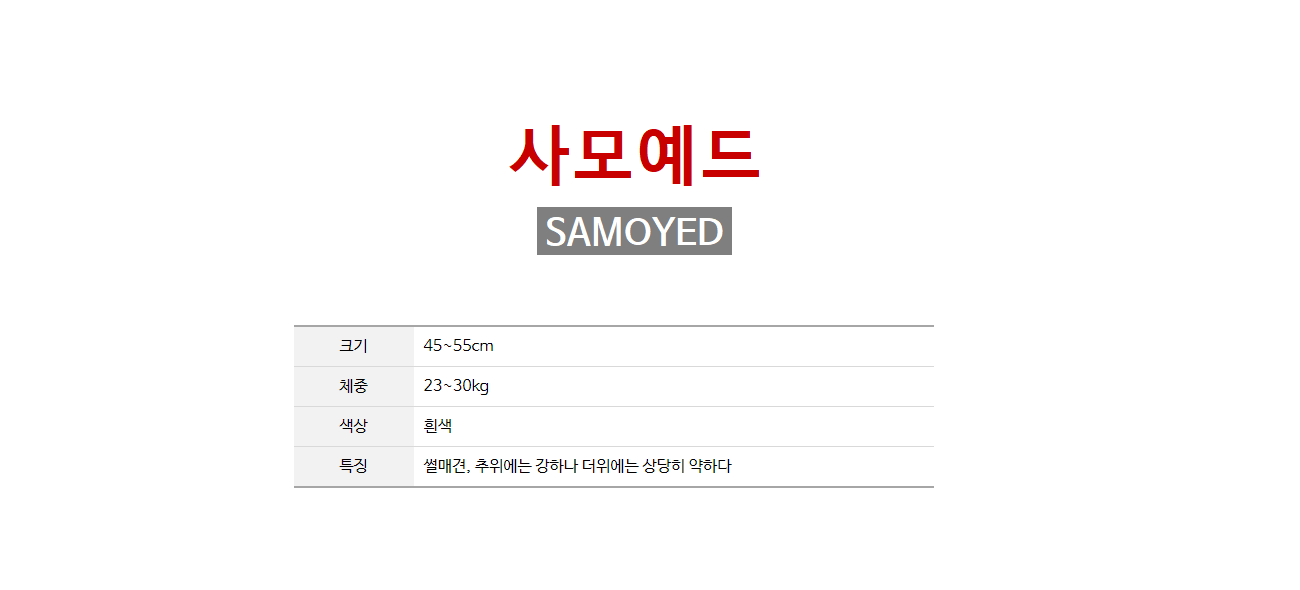 사모예드
SAMOYED
크기 45~55cm
체중 23~30kg
색상 흰색
특징 썰매견, 추위에는 강하나 더위에는 상당히 약하다